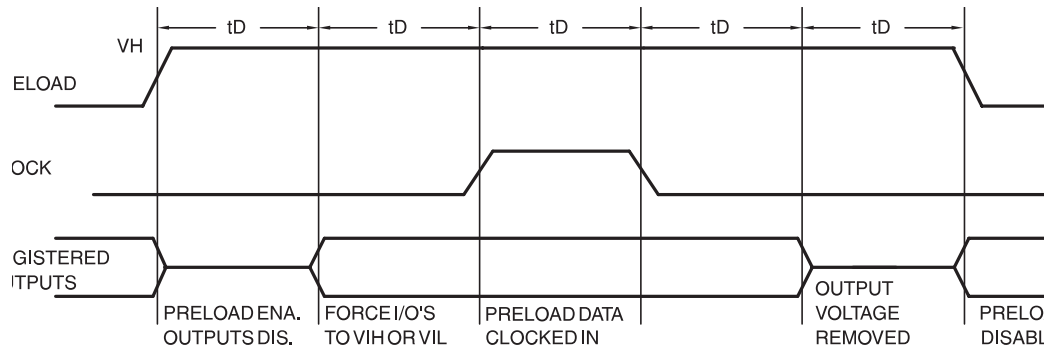 tD tD tD tD tD
VH
ELOAD
OCK
GISTERED
UTPUTS
PRELOAD ENA.
OUTPUTS DIS.
FORCE I/O'S
TO VIH OR VIL
PRELOAD DATA
CLOCKED IN
OUTPUT
VOLTAGE
REMOVED
PRELO
DISABL